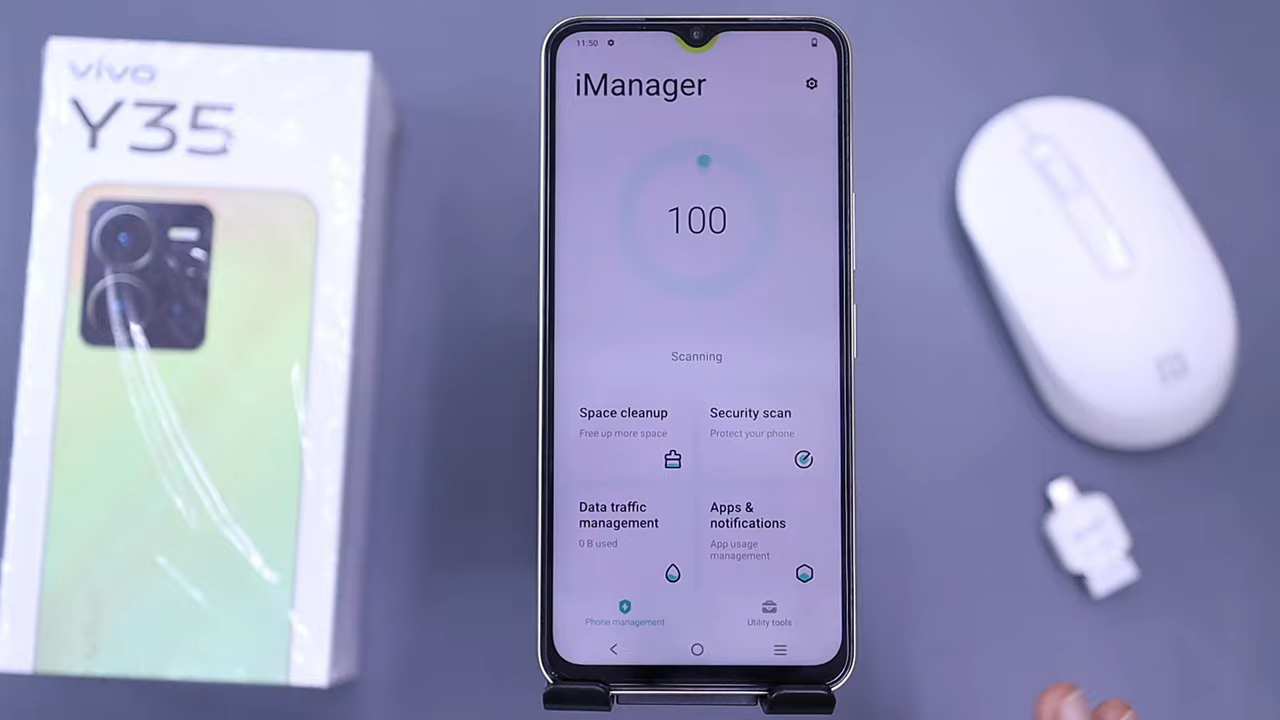 vivo
Y35
11:50
iManager
100
Scanning
Space cleanup
Free up more space
Security scan
Protect your phone
Data traffic
management
0 B used
Apps &
notifications
App usage
management
Phone management
Utility tools